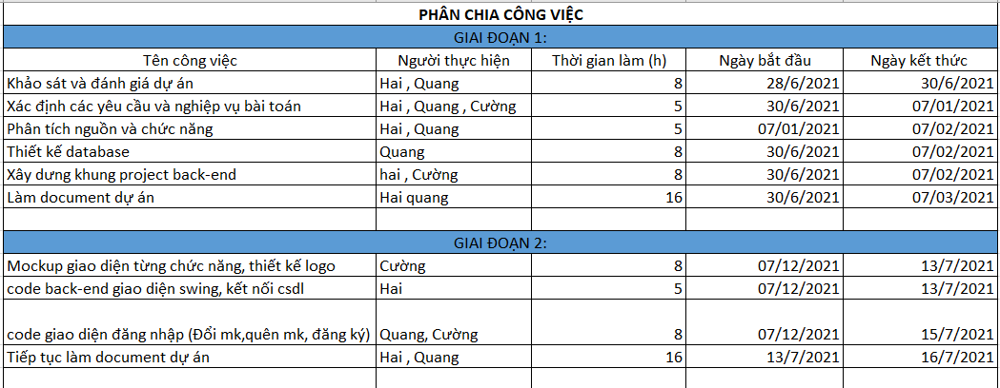 PHÂN CHIA CÔNG VIỆC
GIAI ĐOẠN 1:
Tên công việc Người thực hiện Thời gian làm (h) Ngày bắt đầu Ngày kết thúc
Khảo sát và đánh giá dự án Hai , Quang 8 28/6/2021 30/6/2021
Xác định các yêu cầu và nghiệp vụ bài toán Hai , Quang , Cường 5 30/6/2021 07/01/2021
Phân tích nguồn và chức năng Hai , Quang 5 07/01/2021 07/02/2021
Thiết kế database Quang 8 30/6/2021 07/02/2021
Xây dưng khung project back-end hai , Cường 8 30/6/2021 07/02/2021
Làm document dự án Hai quang 16 30/6/2021 07/03/2021
GIAI ĐOẠN 2:
Mockup giao diện từng chức năng, thiết kế logo Cường 8 07/12/2021 13/7/2021
code back-end giao diện swing, kết nối csdl Hai 5 07/12/2021 13/7/2021
code giao diện đăng nhập (Đổi mk,quên mk, đăng ký) Quang, Cường 8 07/12/2021 15/7/2021
Tiếp tục làm document dự án Hai , Quang 16 13/7/2021 16/7/2021